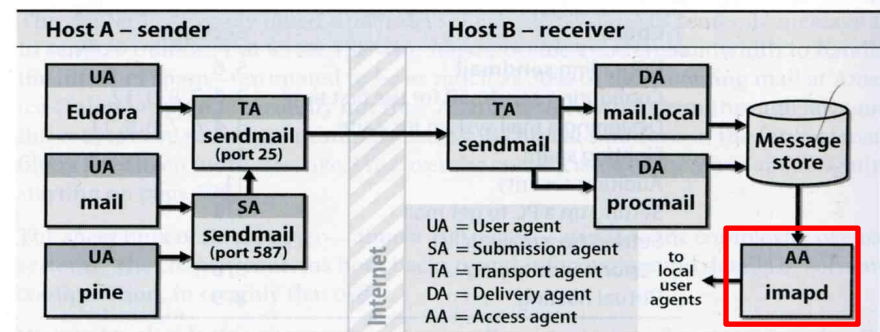 Host A – sender
Host B – receiver
UA
Eudora
UA
mail
UA
pine
TA
sendmail
(port 25)
SA
sendmail
(port 587)
Internet
TA
sendmail
DA
mail.local
DA
procmail
Message
store
AA
imapd
to
local
user
agents
UA = User agent
SA = Submission agent
TA = Transport agent
DA = Delivery agent
AA = Access agent